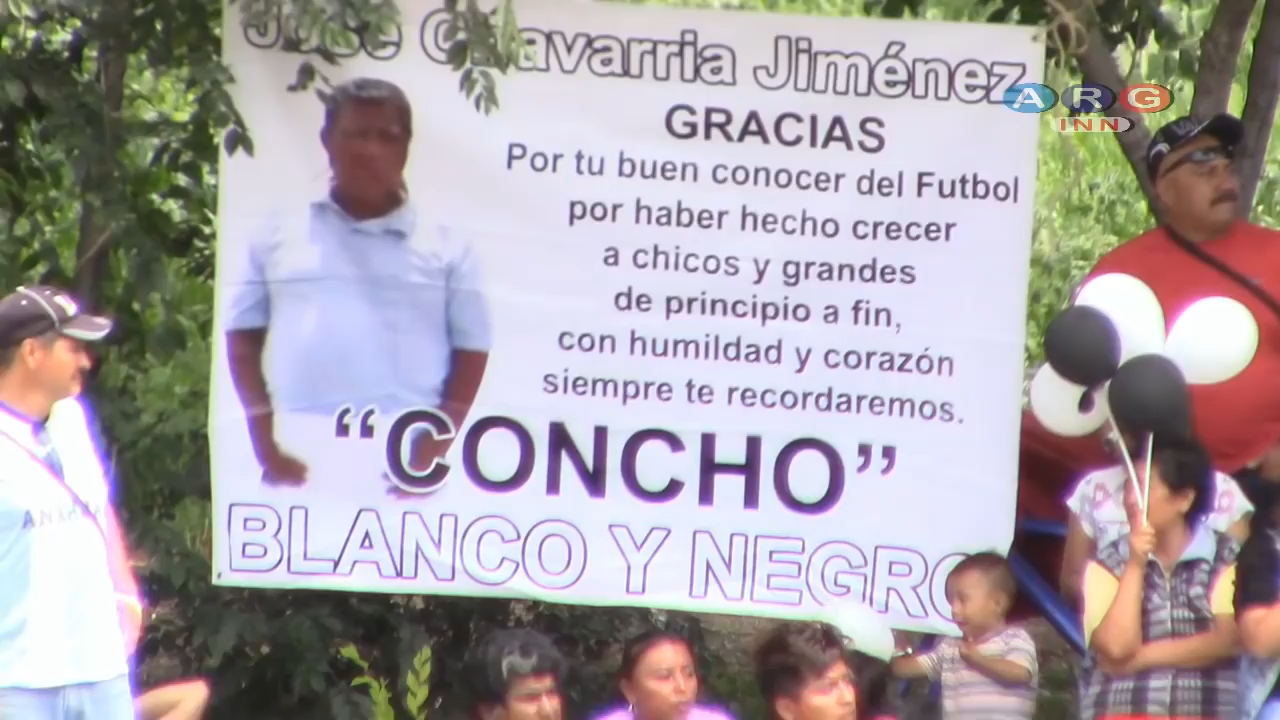 José Chavarria Jiménez
GRACIAS
Por tu buen conocer del Futbol
por haber hecho crecer
a chicos y grandes
de principio a fin,
con humildad y corazón
siempre te recordaremos.
“CONCHO”
BLANCO Y NEGRO
ARG
INN